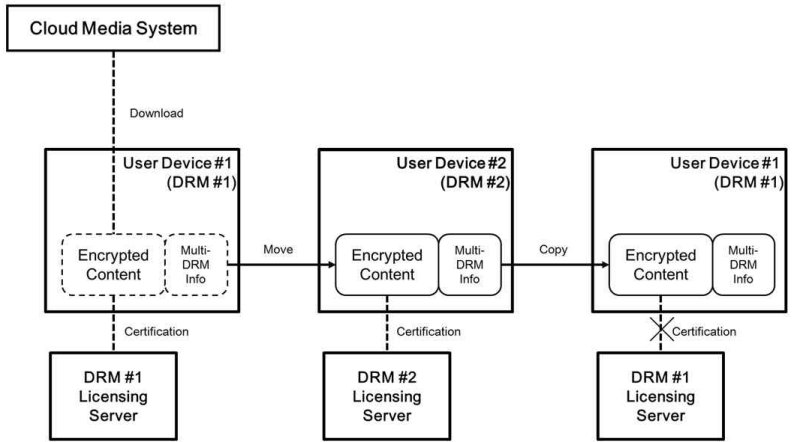 Cloud Media System
Download
User Device #1
(DRM #1)
User Device #2
(DRM #2)
User Device #1
(DRM #1)
Encrypted
Content
Multi-
DRM
Info
Move
Encrypted
Content
Multi-
DRM
Info
Copy
Encrypted
Content
Multi-
DRM
Info
Certification
Certification
Certification
DRM #1
Licensing
Server
DRM #2
Licensing
Server
DRM #1
Licensing
Server